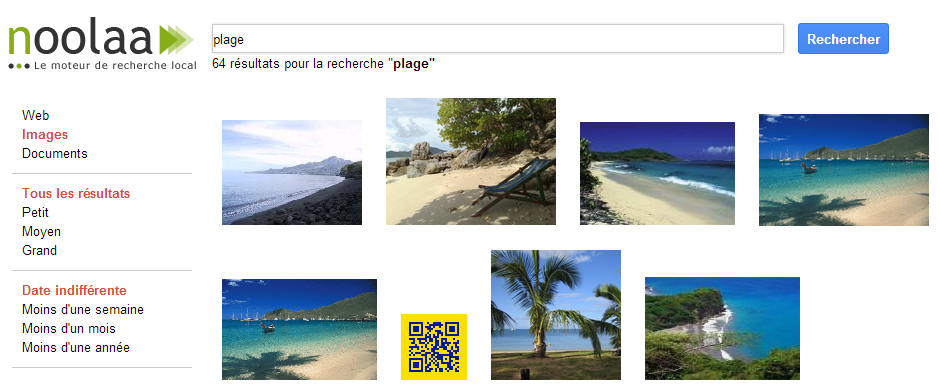 noolaa
Le moteur de recherche local
plage
Rechercher
64 résultats pour la recherche "plage"
Web
Images
Documents
Tous les résultats
Petit
Moyen
Grand
Date indifférente
Moins d'une semaine
Moins d'un mois
Moins d'une année